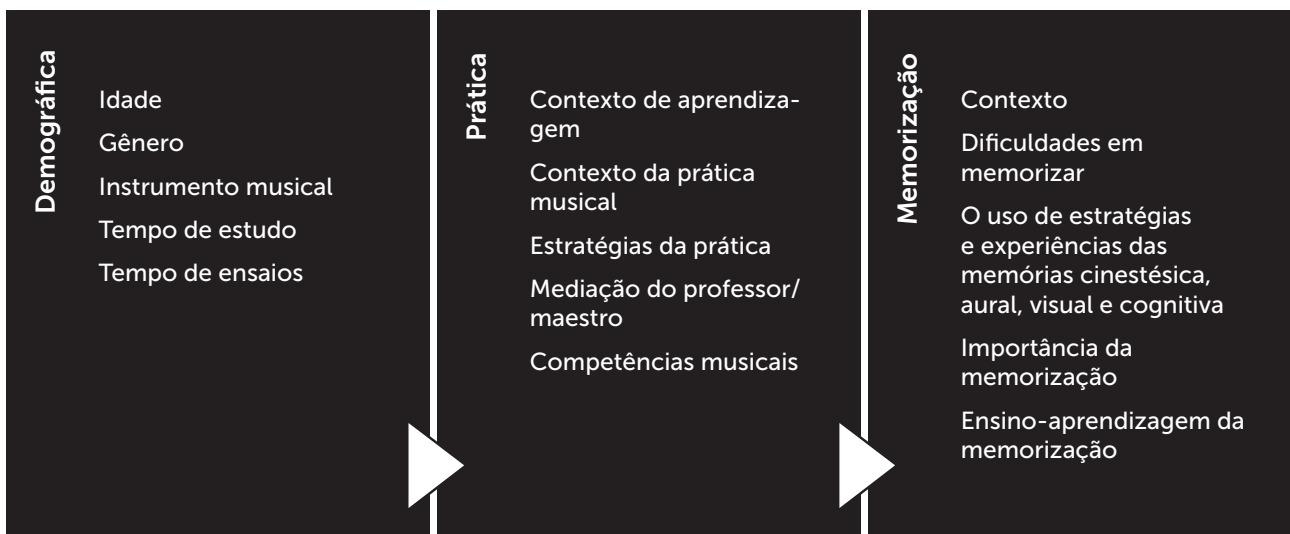 Demográfica
Idade
Gênero
Instrumento musical
Tempo de estudo
Tempo de ensaios
Prática
Contexto de aprendiza-
gem
Contexto da prática
musical
Estratégias da prática
Mediação do professor/
maestro
Competências musicais
Memorização
Contexto
Dificuldades em
memorizar
O uso de estratégias
e experiências das
memórias cinestésica,
aural, visual e cognitiva
Importância da
memorização
Ensino-aprendizagem da
memorização